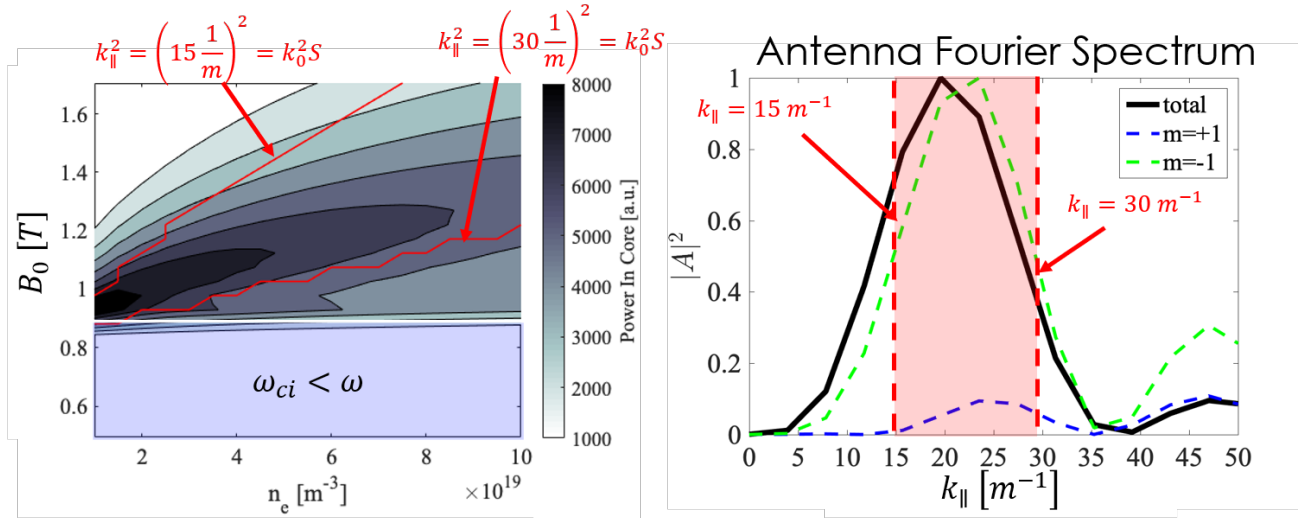 k∥² = (15 1/m)² = k₀²S
k∥² = (30 1/m)² = k₀²S
B₀ [T]
1.6
1.4
1.2
1
0.8
0.6
ω_ci < ω
2
4
6
8
10
×10¹⁹
nₑ [m⁻³]
8000
7000
6000
5000
4000
3000
2000
1000
Power In Core [a.u.]
Antenna Fourier Spectrum
|A|²
1
0.8
0.6
0.4
0.2
0
k∥ = 15 m⁻¹
k∥ = 30 m⁻¹
total
m=+1
m=-1
0
5
10
15
20
25
30
35
40
45
50
k∥ [m⁻¹]